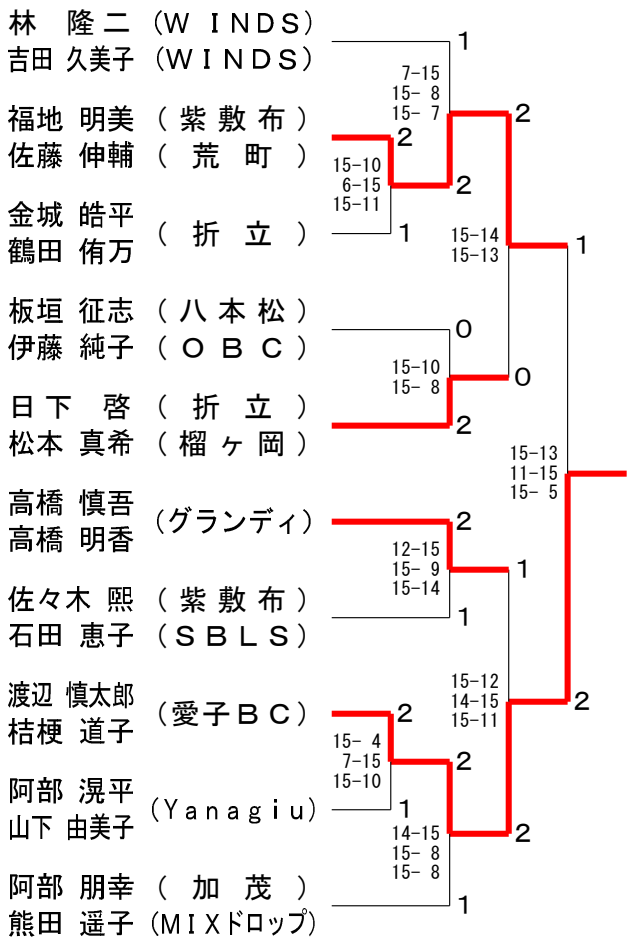 林 隆二 (WINDS)
吉田 久美子 (WINDS)
1
7-15
15- 8
15- 7
2
福地 明美 (紫敷布)
佐藤 伸輔 (荒町)
2
15-10
6-15
15-11
2
金城 皓平
鶴田 侑万
(折立)
1
15-14
15-13
1
板垣 征志 (八本松)
伊藤 純子 (OBC)
0
15-10
15- 8
0
日下 啓 (折立)
松本 真希 (榴ヶ岡)
2
15-13
11-15
15- 5
高橋 慎吾
高橋 明香
(グランディ)
2
12-15
15- 9
15-14
1
佐々木 煕 (紫敷布)
石田 恵子 (SBLS)
1
15-12
14-15
15-11
2
渡辺 慎太郎
桔梗 道子
(愛子BC)
2
15- 4
7-15
15-10
2
阿部 滉平
山下 由美子
(Yanagiu)
1
14-15
15- 8
15- 8
2
阿部 朋幸 (加茂)
熊田 遥子 (MIXドロップ)
1